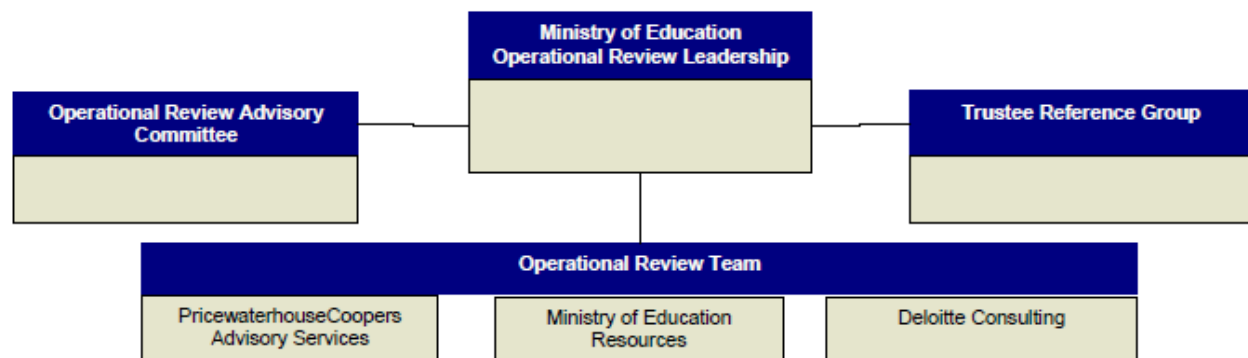 Ministry of Education
Operational Review Leadership
Operational Review Advisory
Committee
Trustee Reference Group
Operational Review Team
PricewaterhouseCoopers
Advisory Services
Ministry of Education
Resources
Deloitte Consulting